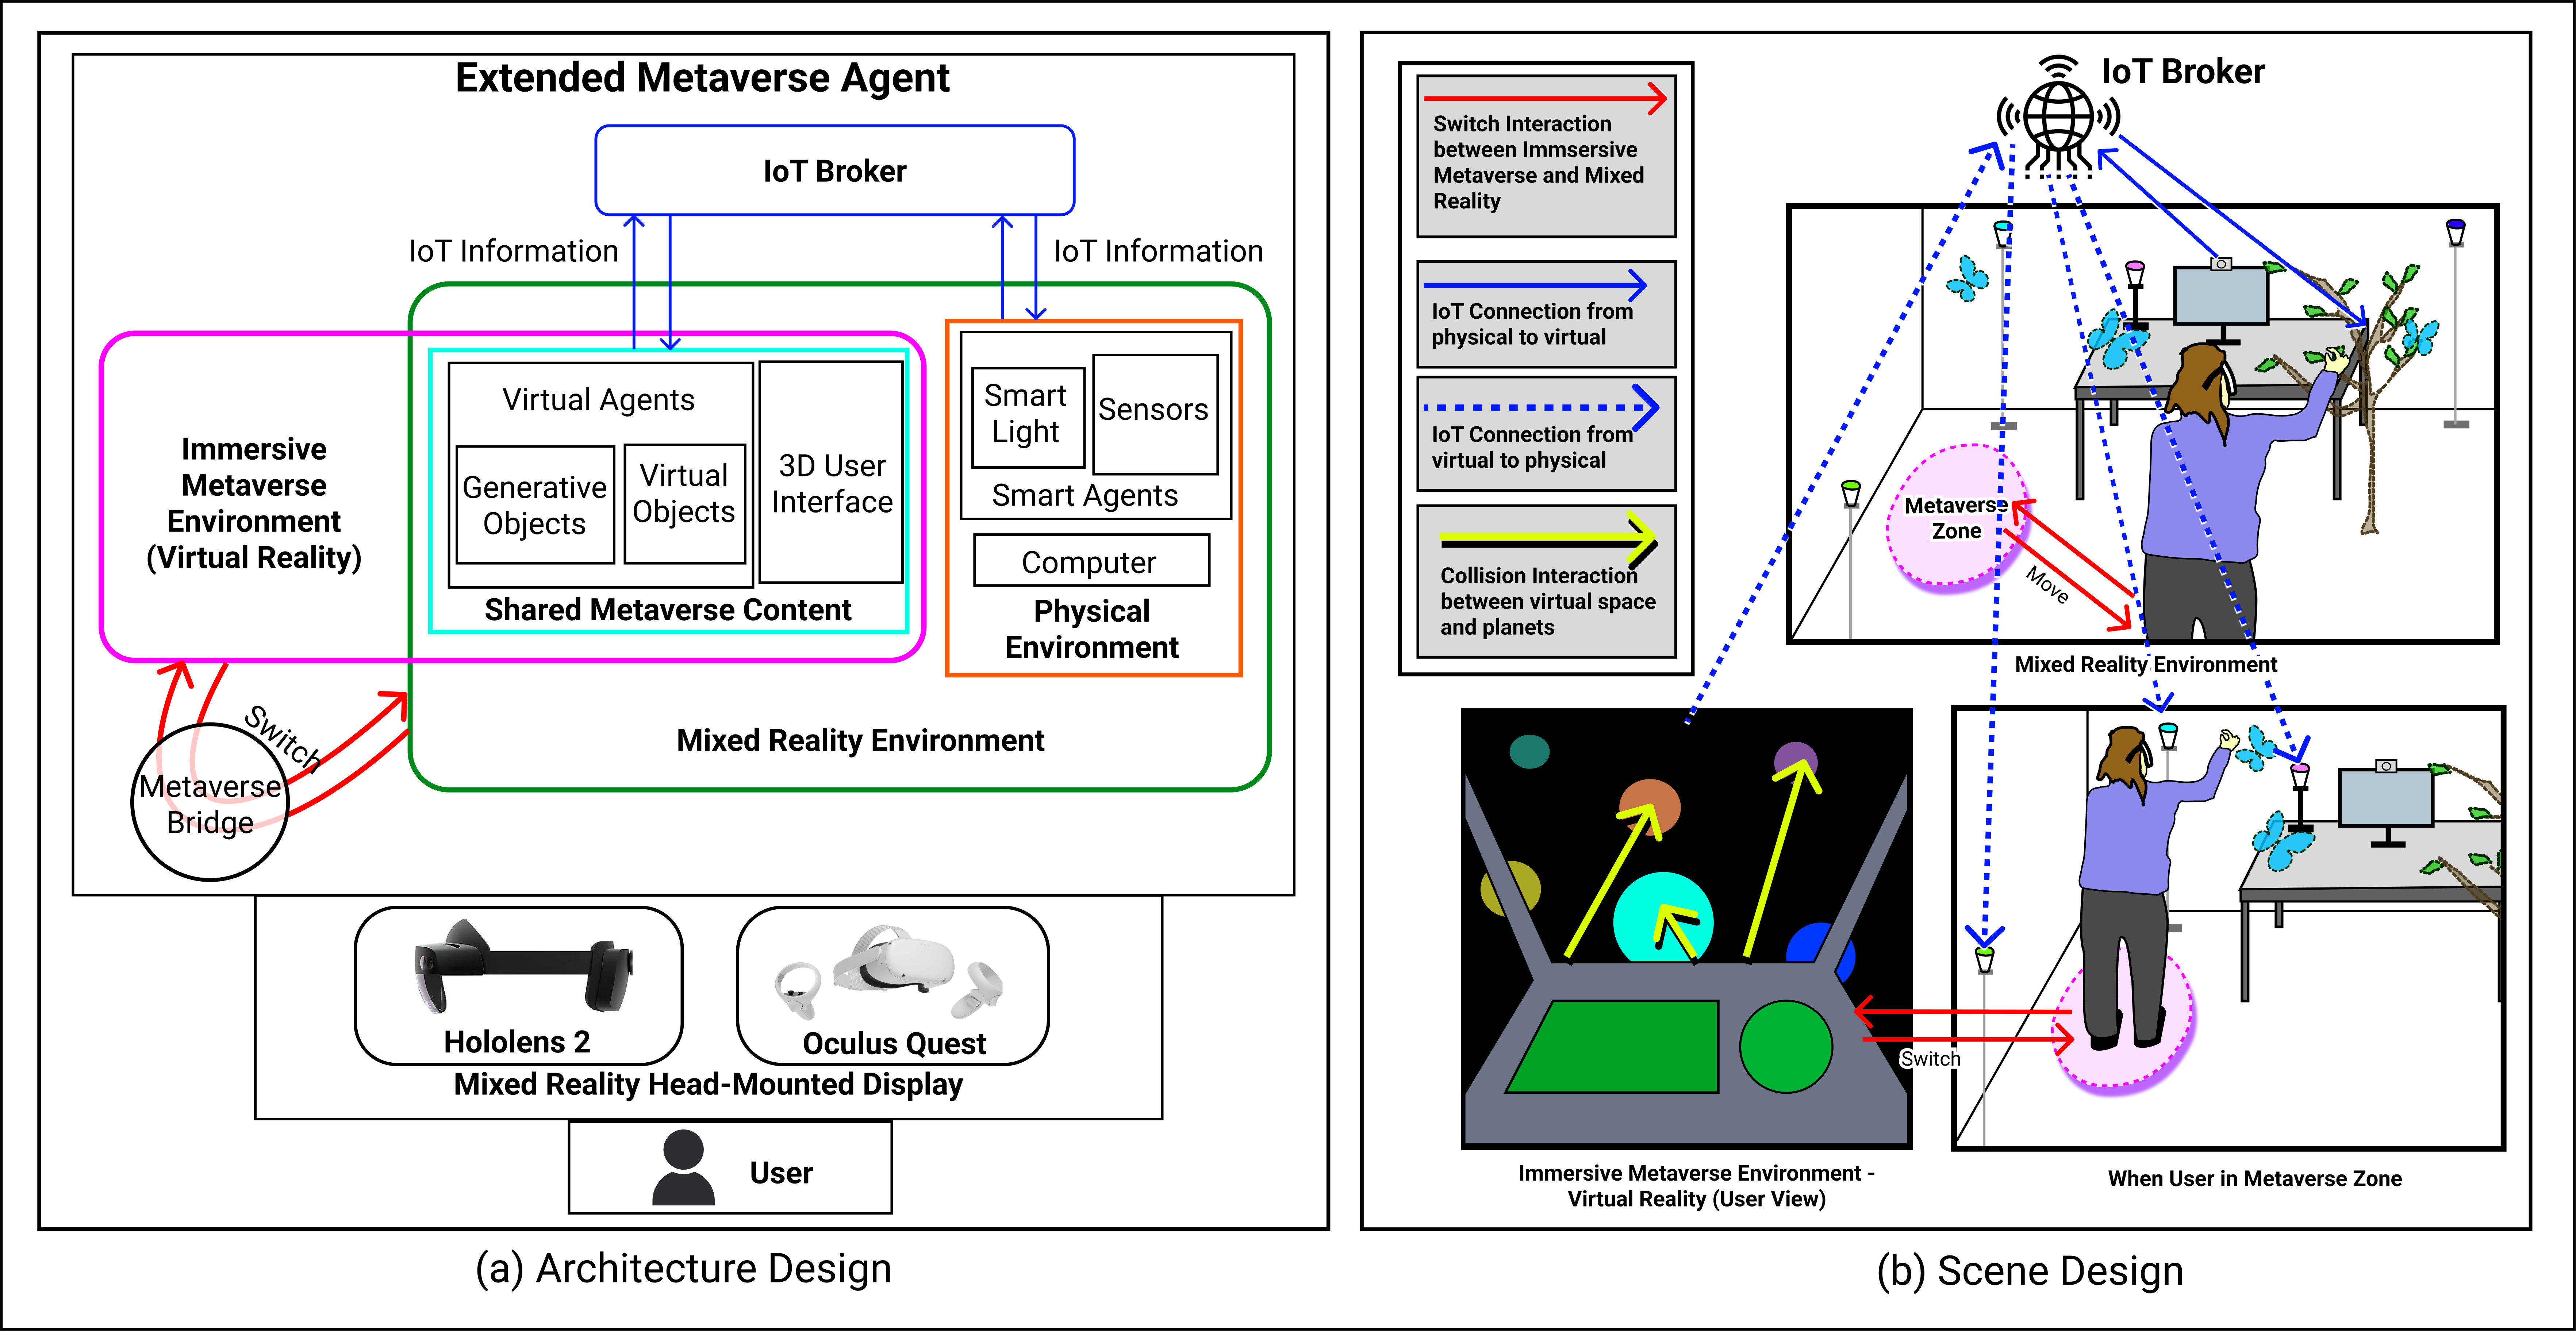 Extended Metaverse Agent
IoT Broker
IoT Information
IoT Information
Immersive
Metaverse
Environment
(Virtual Reality)
Virtual Agents
Generative
Objects
Virtual
Objects
3D User
Interface
Shared Metaverse Content
Smart
Light
Sensors
Smart Agents
Computer
Physical
Environment
Mixed Reality Environment
Switch
Metaverse
Bridge
Hololens 2
Oculus Quest
Mixed Reality Head-Mounted Display
User
(a) Architecture Design
Switch Interaction
between Immsersive
Metaverse and Mixed
Reality
IoT Connection from
physical to virtual
IoT Connection from
virtual to physical
Collision Interaction
between virtual space
and planets
IoT Broker
Metaverse
Zone
Move
Mixed Reality Environment
Switch
Immersive Metaverse Environment -
Virtual Reality (User View)
When User in Metaverse Zone
(b) Scene Design